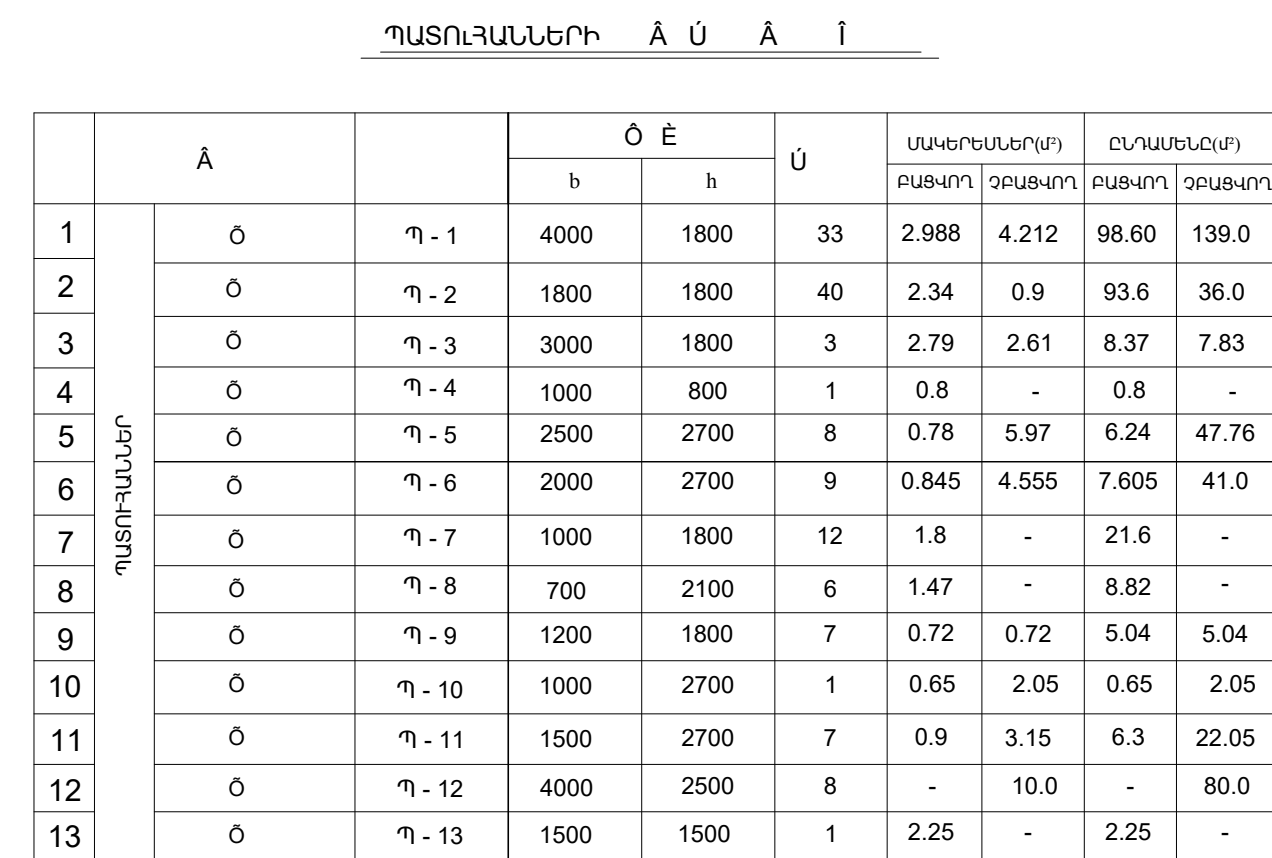 ՊԱՏՈւՀԱՆՆԵՐԻ Â Ú Â Î
Â Ô È Ú ՄԱԿԵՐԵՍՆԵՐ(մ²) ԸՆԴԱՄԵՆԸ(մ²)
b h ԲԱՑՎՈՂ ՉԲԱՑՎՈՂ ԲԱՑՎՈՂ ՉԲԱՑՎՈՂ
ՊԱՏՈՒՀԱՆՆԵՐ
1 Õ Պ - 1 4000 1800 33 2.988 4.212 98.60 139.0
2 Õ Պ - 2 1800 1800 40 2.34 0.9 93.6 36.0
3 Õ Պ - 3 3000 1800 3 2.79 2.61 8.37 7.83
4 Õ Պ - 4 1000 800 1 0.8 - 0.8 -
5 Õ Պ - 5 2500 2700 8 0.78 5.97 6.24 47.76
6 Õ Պ - 6 2000 2700 9 0.845 4.555 7.605 41.0
7 Õ Պ - 7 1000 1800 12 1.8 - 21.6 -
8 Õ Պ - 8 700 2100 6 1.47 - 8.82 -
9 Õ Պ - 9 1200 1800 7 0.72 0.72 5.04 5.04
10 Õ Պ - 10 1000 2700 1 0.65 2.05 0.65 2.05
11 Õ Պ - 11 1500 2700 7 0.9 3.15 6.3 22.05
12 Õ Պ - 12 4000 2500 8 - 10.0 - 80.0
13 Õ Պ - 13 1500 1500 1 2.25 - 2.25 -